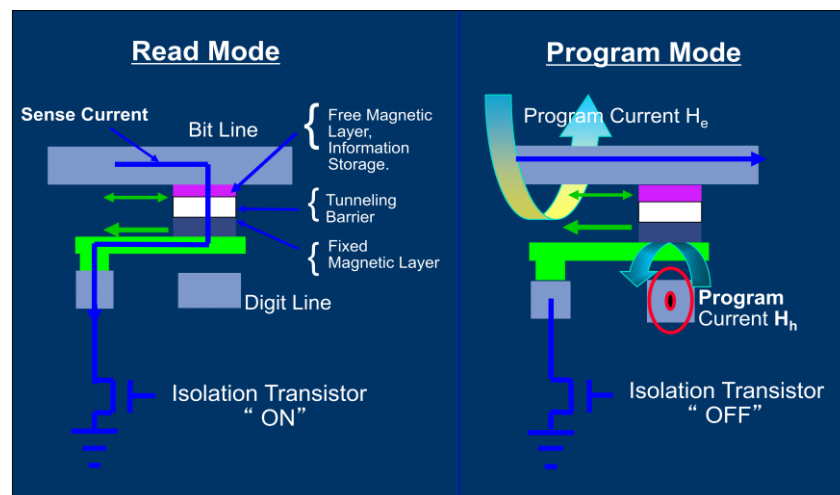 Read Mode
Sense Current
Bit Line
Free Magnetic
Layer,
Information
Storage.
Tunneling
Barrier
Fixed
Magnetic Layer
Digit Line
Isolation Transistor
“ ON”
Program Mode
Program Current He
Program
Current Hh
Isolation Transistor
“ OFF”